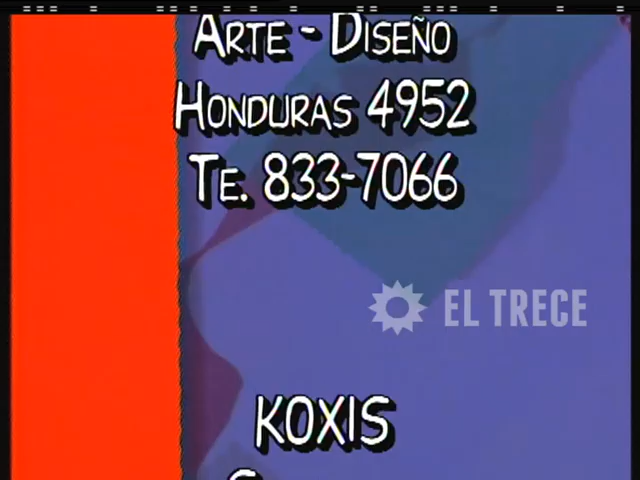 Arte - Diseño
Honduras 4952
Te. 833-7066
EL TRECE
KOXIS